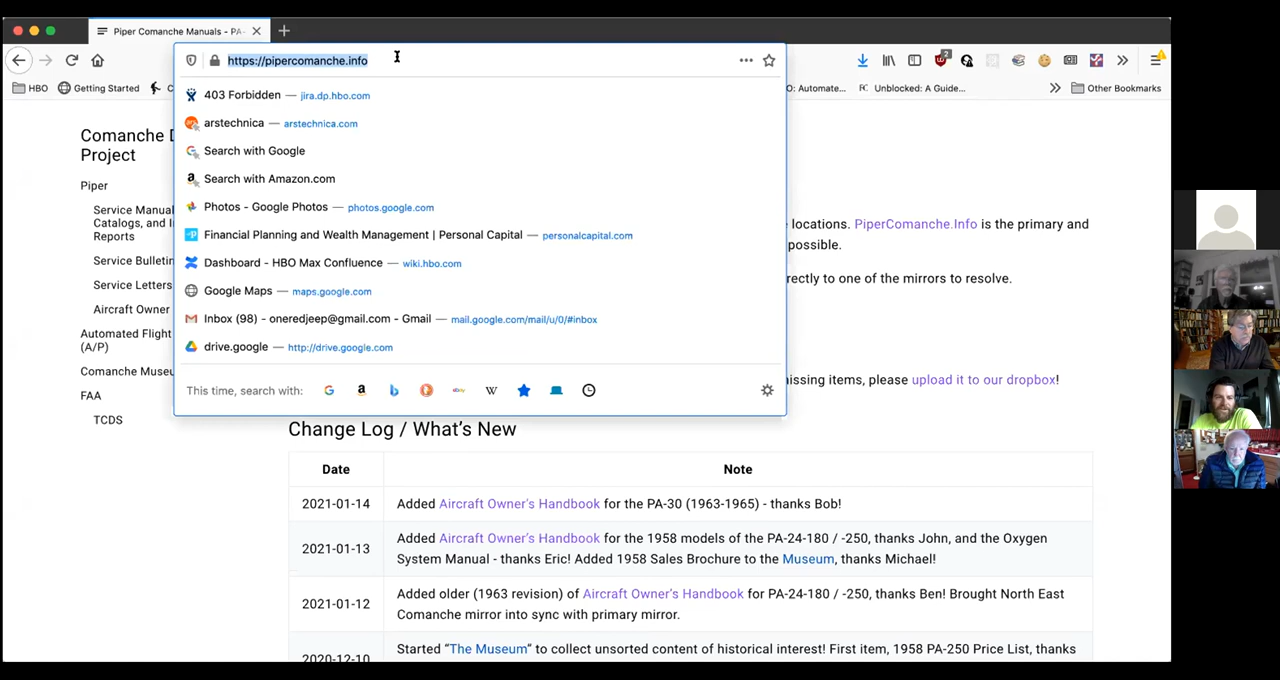 Piper Comanche Manuals - PA-
https://pipercomanche.info
2
HBO
Getting Started
C
O: Automate...
Unblocked: A Guide...
Other Bookmarks
403 Forbidden — jira.dp.hbo.com
arstechnica — arstechnica.com
Search with Google
Search with Amazon.com
Photos - Google Photos — photos.google.com
Financial Planning and Wealth Management | Personal Capital — personalcapital.com
Dashboard - HBO Max Confluence — wiki.hbo.com
Google Maps — maps.google.com
Inbox (98) - oneredjeep@gmail.com - Gmail — mail.google.com/mail/u/0/#inbox
drive.google — http://drive.google.com
This time, search with:
Comanche D
Project
Piper
Service Manua
Catalogs, and In
Reports
Service Bulletin
Service Letters
Aircraft Owner
Automated Flight
(A/P)
Comanche Museu
FAA
TCDS
locations. PiperComanche.Info is the primary and
possible.
rectly to one of the mirrors to resolve.
issing items, please upload it to our dropbox!
Change Log / What's New
Date Note
2021-01-14 Added Aircraft Owner's Handbook for the PA-30 (1963-1965) - thanks Bob!
2021-01-13 Added Aircraft Owner's Handbook for the 1958 models of the PA-24-180 / -250, thanks John, and the Oxygen
System Manual - thanks Eric! Added 1958 Sales Brochure to the Museum, thanks Michael!
2021-01-12 Added older (1963 revision) of Aircraft Owner's Handbook for PA-24-180 / -250, thanks Ben! Brought North East
Comanche mirror into sync with primary mirror.
2020-12-10 Started “The Museum” to collect unsorted content of historical interest! First item, 1958 PA-250 Price List, thanks